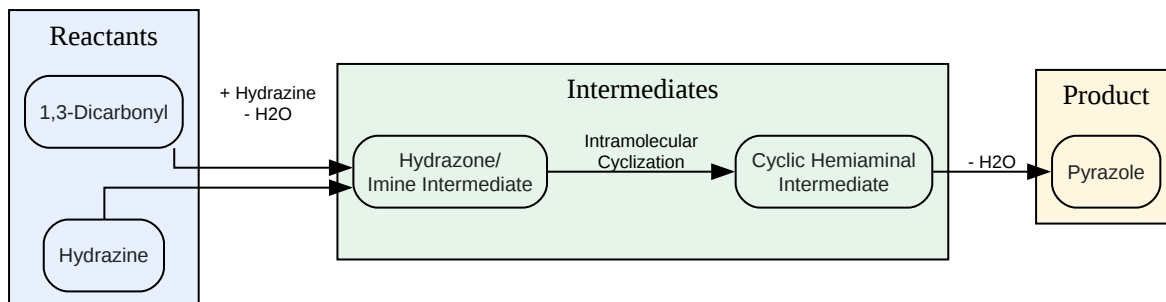 Reactants
1,3-Dicarbonyl
Hydrazine
+ Hydrazine
- H2O
Intermediates
Hydrazone/
Imine Intermediate
Intramolecular
Cyclization
Cyclic Hemiaminal
Intermediate
- H2O
Product
Pyrazole